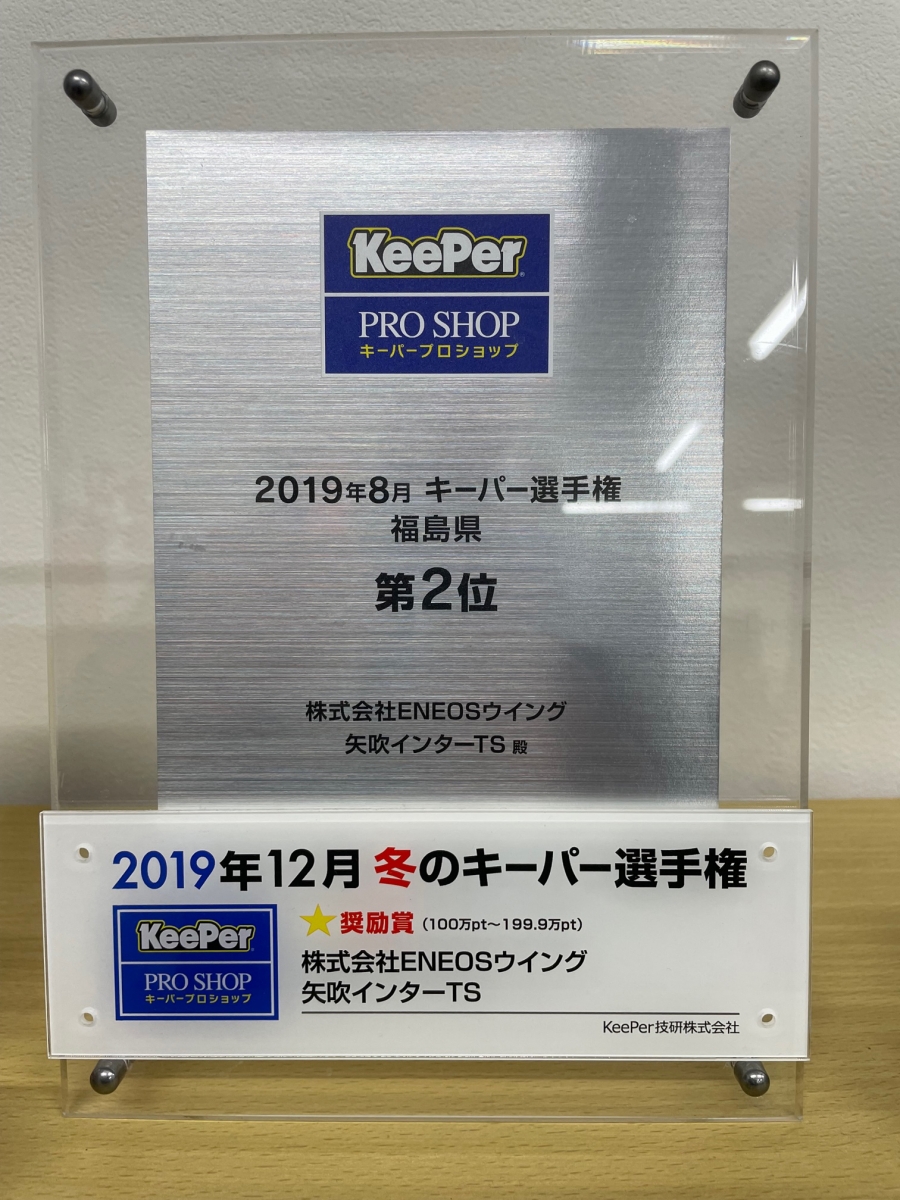 KeePer
PRO SHOP
キーパープロショップ
2019年8月 キーパー選手権
福島県
第2位
株式会社ENEOSウイング
矢吹インターTS 殿
2019年12月 冬のキーパー選手権
KeePer
PRO SHOP
キーパープロショップ
奨励賞 (100万pt～199.9万pt)
株式会社ENEOSウイング
矢吹インターTS
KeePer技研株式会社